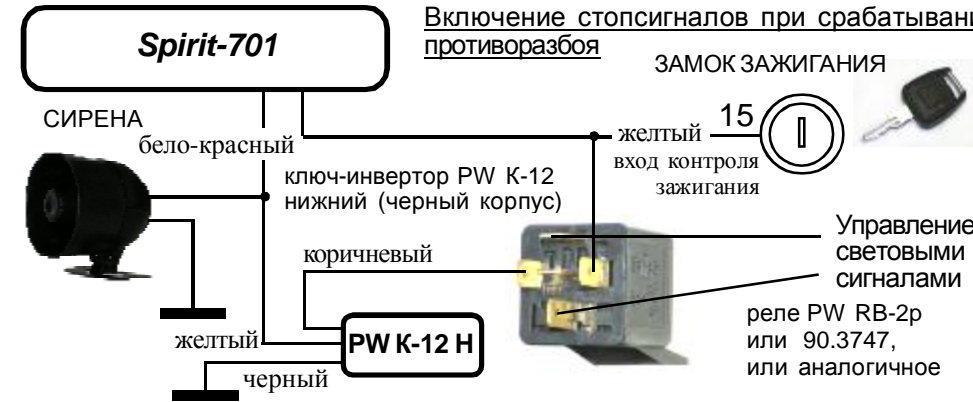 Включение стопсигналов при срабатывани
противоразбоя
Spirit-701
ЗАМОК ЗАЖИГАНИЯ
СИРЕНА
15
желтый
бело-красный
вход контроля
зажигания
ключ-инвертор PW К-12
нижний (черный корпус)
Управление
световыми
сигналами
коричневый
реле PW RB-2р
или 90.3747,
или аналогичное
желтый
PW К-12 Н
черный